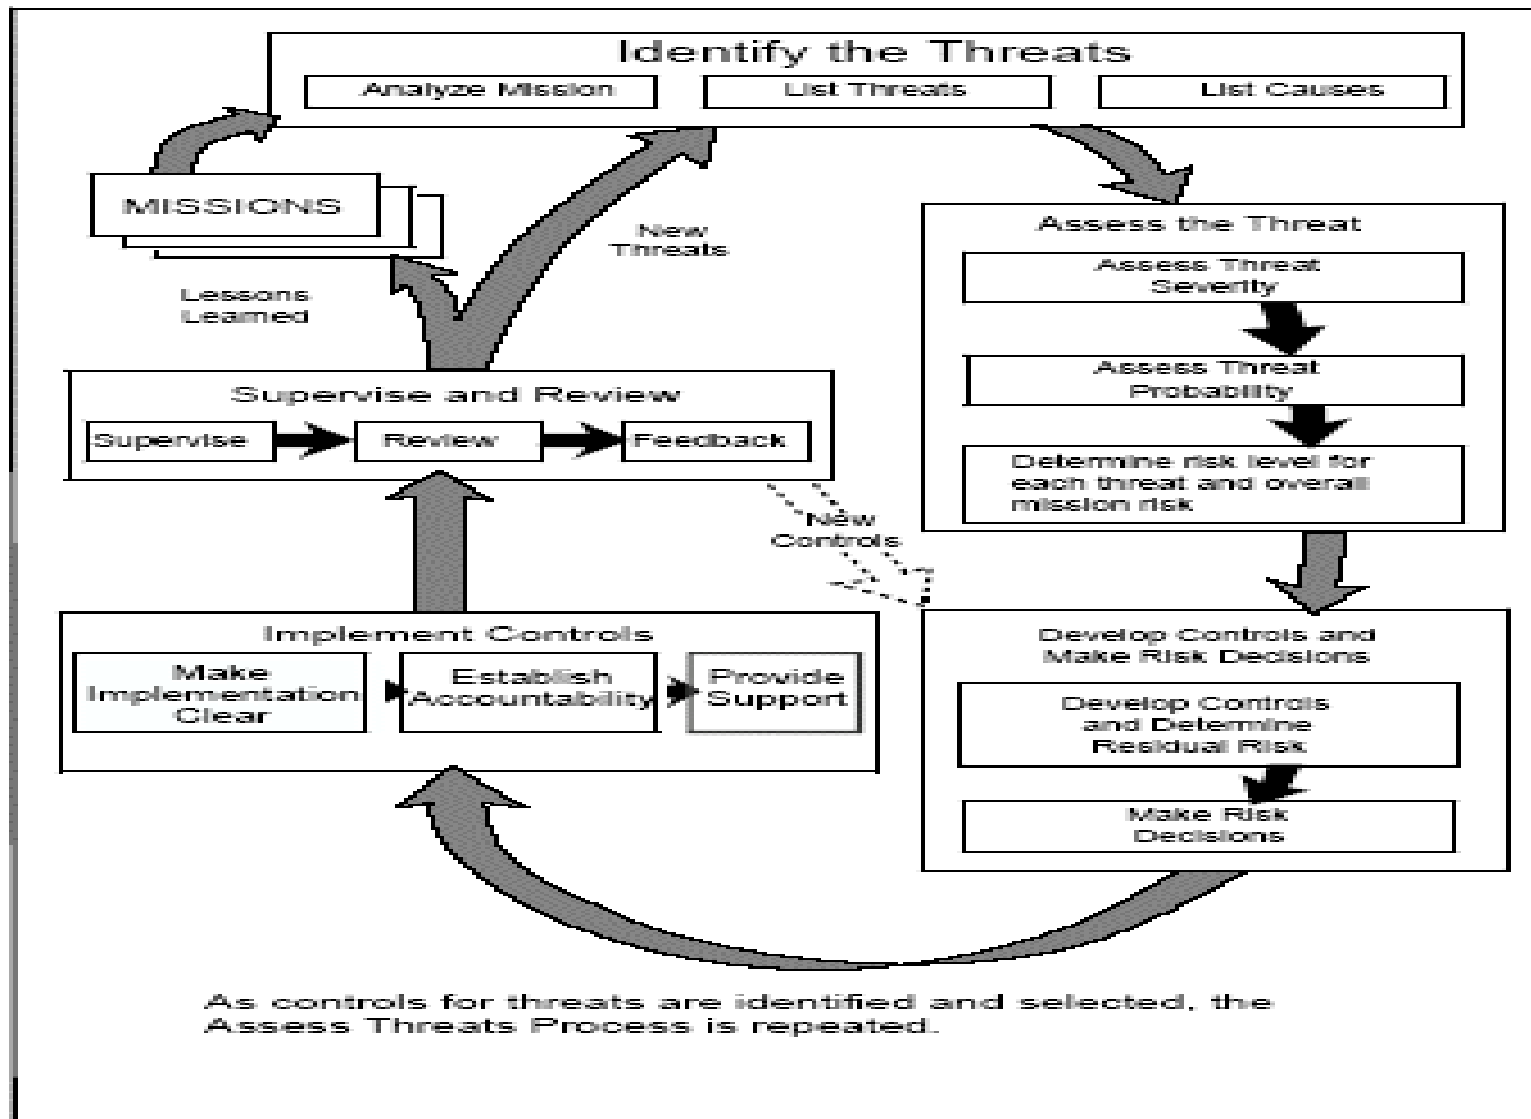 Identify the Threats
Analyze Mission
List Threats
List Causes
MISSIONS
New
Threats
Lessons
Learned
Assess the Threat
Assess Threat
Severity
Assess Threat
Probability
Determine risk level for
each threat and overall
mission risk
Supervise and Review
Supervise
Review
Feedback
New
Controls
Implement Controls
Make
Implementation
Clear
Establish
Accountability
Provide
Support
Develop Controls and
Make Risk Decisions
Develop Controls
and Determine
Residual Risk
Make Risk
Decisions
As controls for threats are identified and selected, the
Assess Threats Process is repeated.